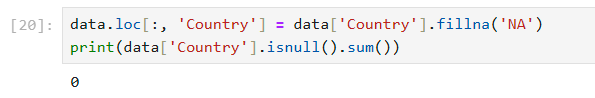 [20]: data.loc[:, 'Country'] = data['Country'].fillna('NA')
print(data['Country'].isnull().sum())
0